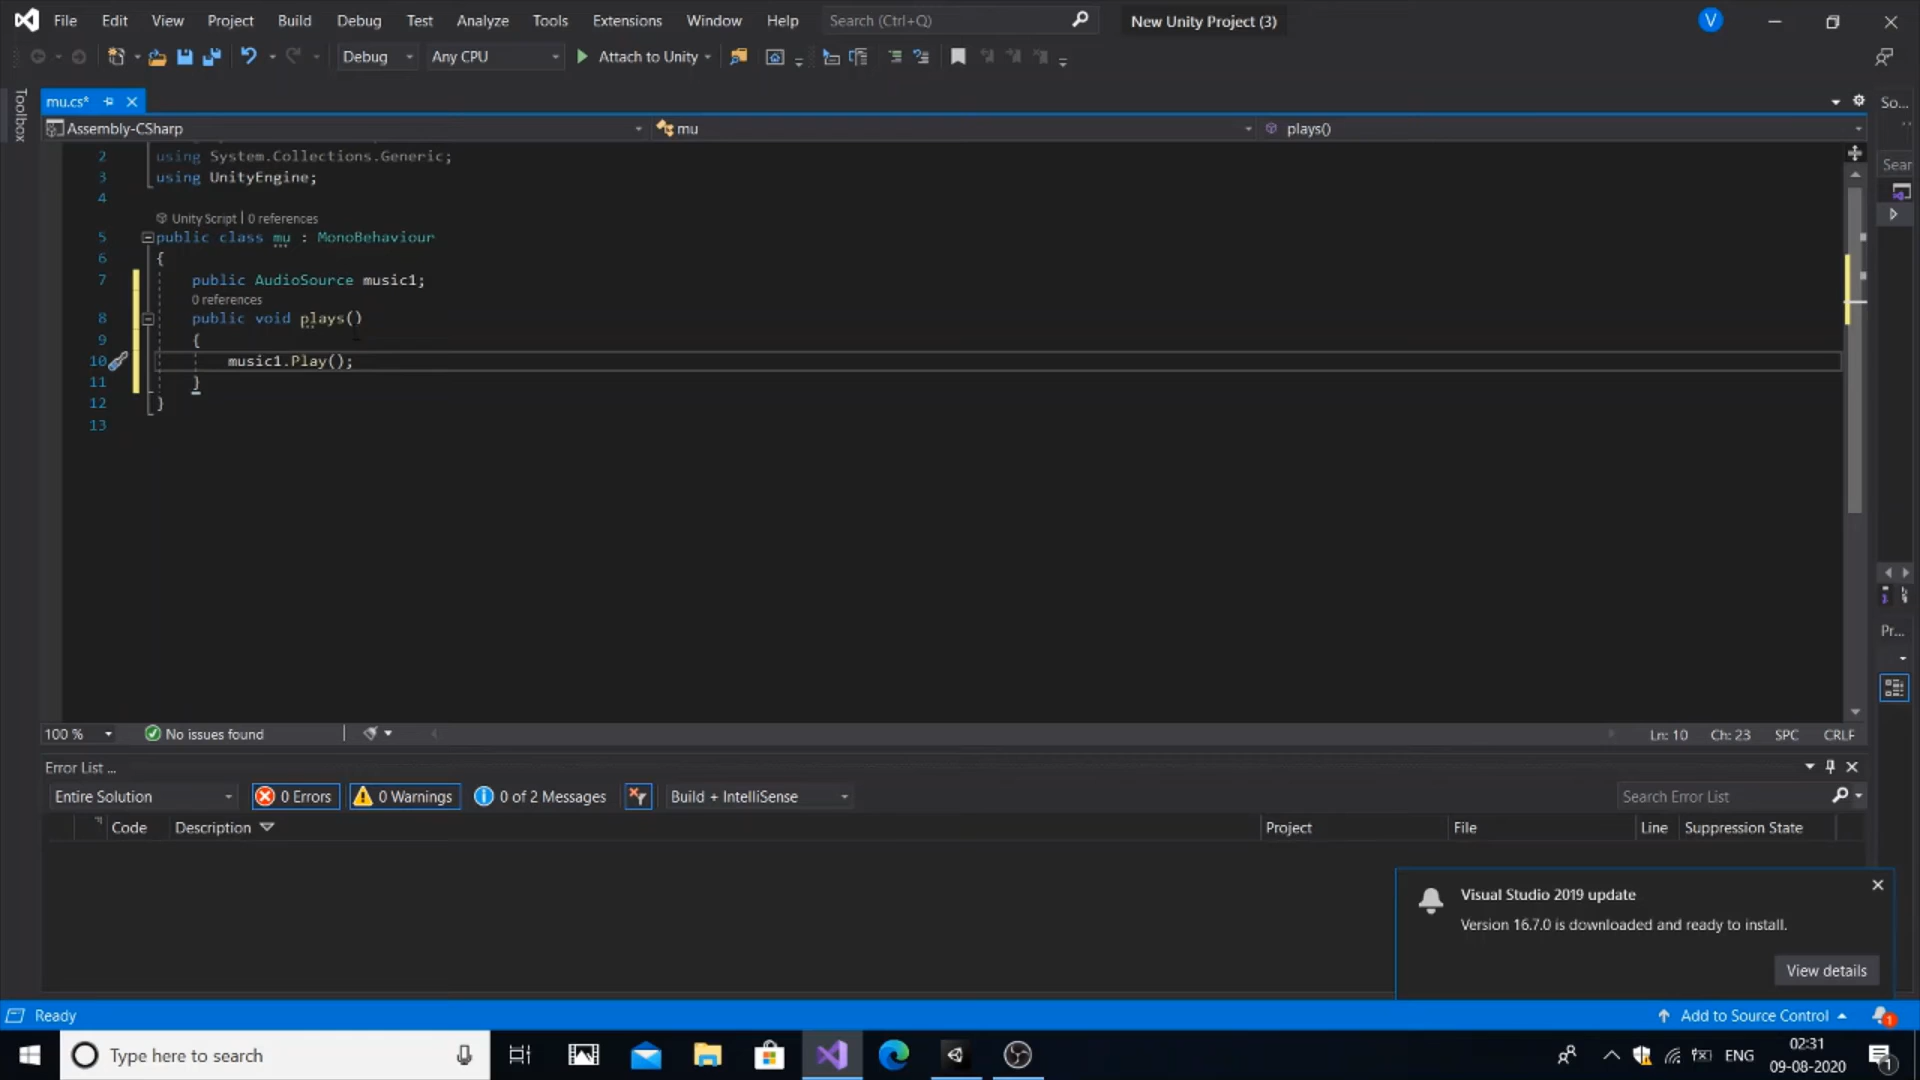 File Edit View Project Build Debug Test Analyze Tools Extensions Window Help Search (Ctrl+Q) New Unity Project (3) V
Debug Any CPU Attach to Unity
Toolbox
mu.cs* So...
Assembly-CSharp mu plays()
2 using System.Collections.Generic; Sear
3 using UnityEngine;
4
Unity Script | 0 references
5 public class mu : MonoBehaviour
6 {
7 public AudioSource music1;
0 references
8 public void plays()
9 {
10 music1.Play();
11 }
12 }
13
Pr...
100 % No issues found Ln: 10 Ch: 23 SPC CRLF
Error List ...
Entire Solution 0 Errors 0 Warnings 0 of 2 Messages Build + IntelliSense Search Error List
Code Description Project File Line Suppression State
Visual Studio 2019 update
Version 16.7.0 is downloaded and ready to install.
View details
Ready Add to Source Control 1
Type here to search ENG 02:31
09-08-2020 1